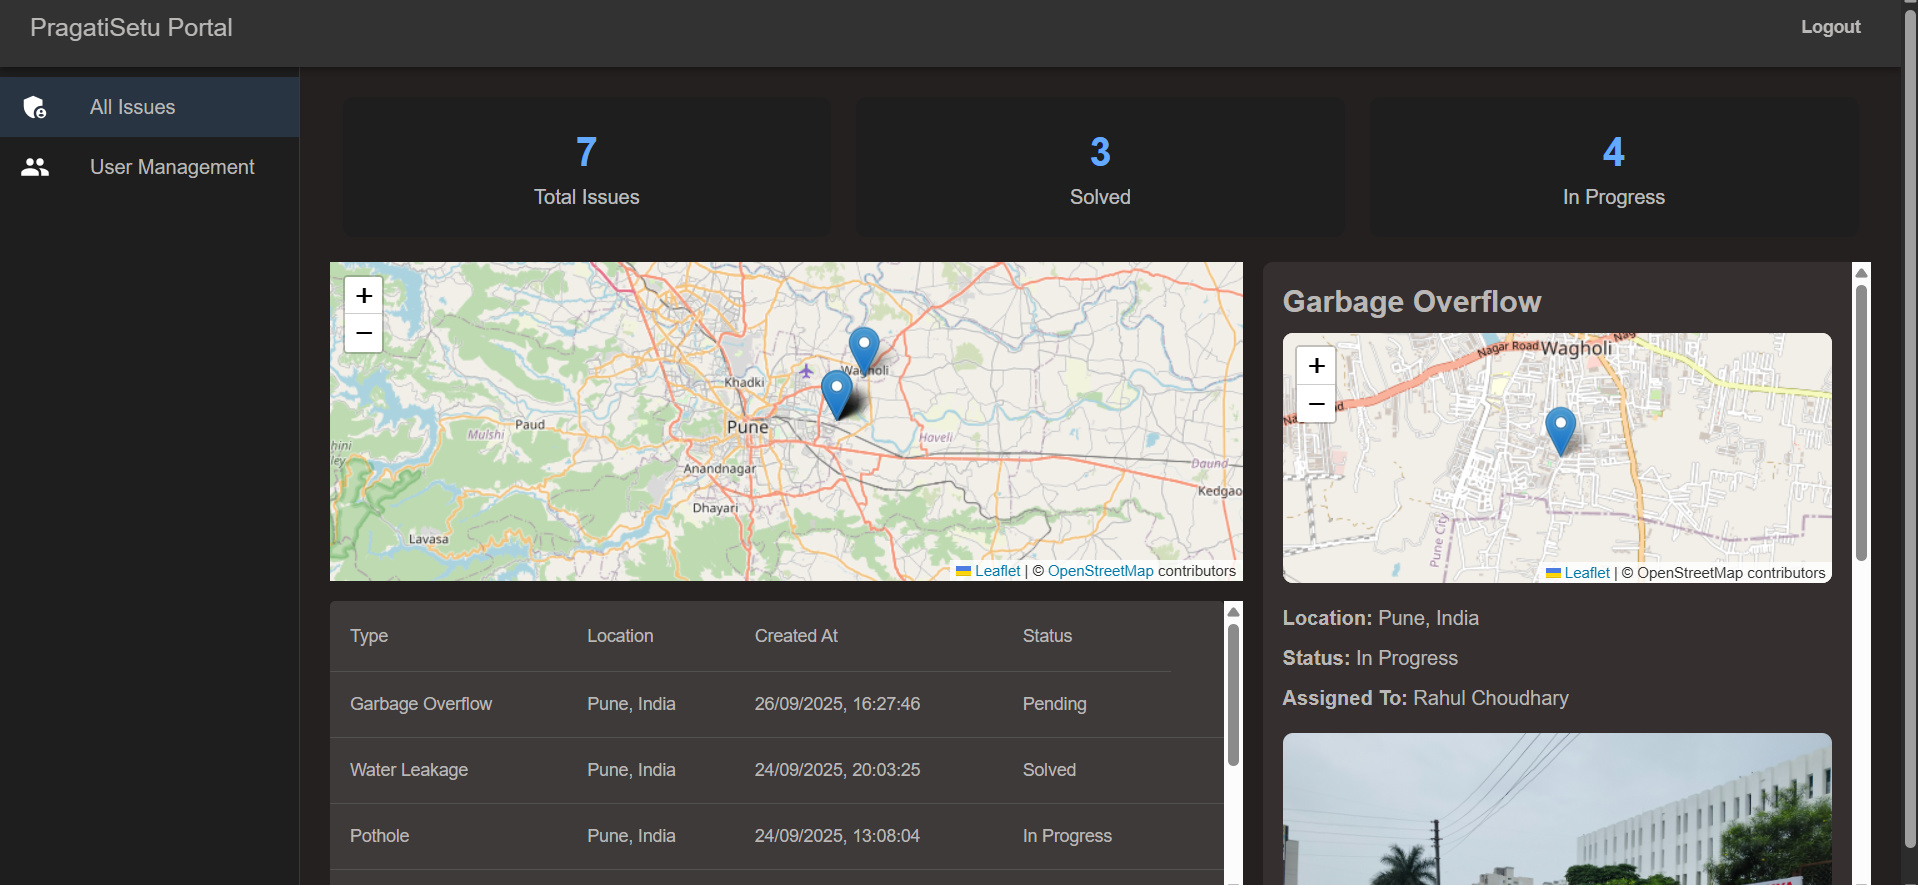 PragatiSetu Portal
Logout
All Issues
User Management
7
Total Issues
3
Solved
4
In Progress
+
−
Khadki
Wagholi
Paud
Mulshi
Pune
Haveli
Anandnagar
Daund
Kedgao
Dhayari
Lavasa
Leaflet | © OpenStreetMap contributors
Type Location Created At Status
Garbage Overflow Pune, India 26/09/2025, 16:27:46 Pending
Water Leakage Pune, India 24/09/2025, 20:03:25 Solved
Pothole Pune, India 24/09/2025, 13:08:04 In Progress
Garbage Overflow
+
−
Nagar Road
Wagholi
Nag
Pune City
Leaflet | © OpenStreetMap contributors
Location: Pune, India
Status: In Progress
Assigned To: Rahul Choudhary